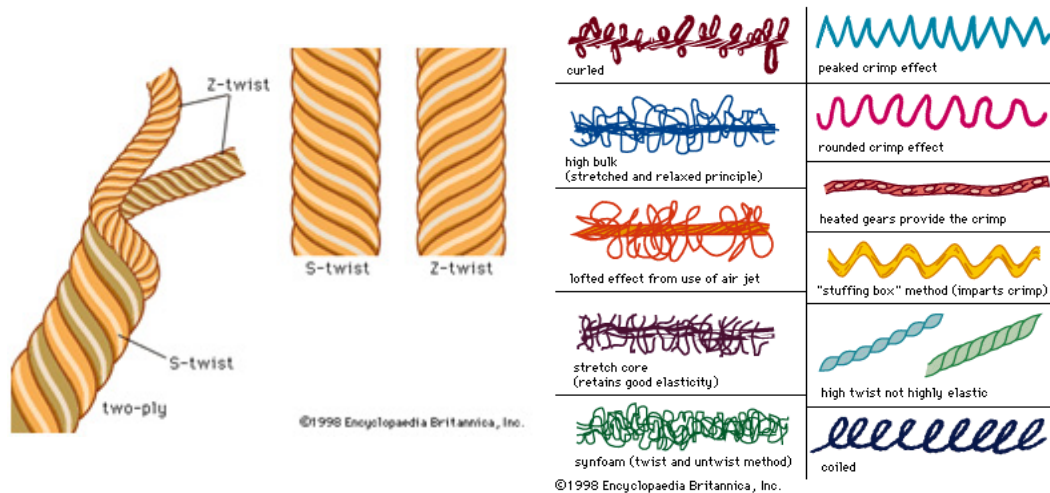 Z-twist
S-twist
two-ply
S-twist
Z-twist
©1998 Encyclopaedia Britannica, Inc.
curled
high bulk
(stretched and relaxed principle)
lofted effect from use of air jet
stretch core
(retains good elasticity)
synfoam (twist and untwist method)
peaked crimp effect
rounded crimp effect
heated gears provide the crimp
"stuffing box" method (imparts crimp)
high twist not highly elastic
coiled
©1998 Encyclopaedia Britannica, Inc.